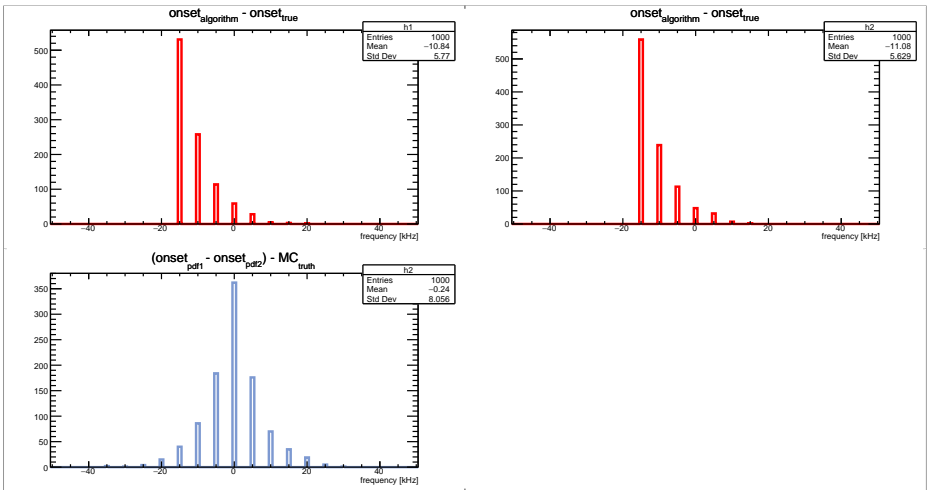 onset_algorithm - onset_true
h1
Entries 1000
Mean −10.84
Std Dev 5.77
500
400
300
200
100
0
−40 −20 0 20 40
frequency [kHz]
onset_algorithm - onset_true
h2
Entries 1000
Mean −11.08
Std Dev 5.629
500
400
300
200
100
0
−40 −20 0 20 40
frequency [kHz]
(onset_pdf1 - onset_pdf2) - MC_truth
h2
Entries 1000
Mean −0.24
Std Dev 8.056
350
300
250
200
150
100
50
0
−40 −20 0 20 40
frequency [kHz]